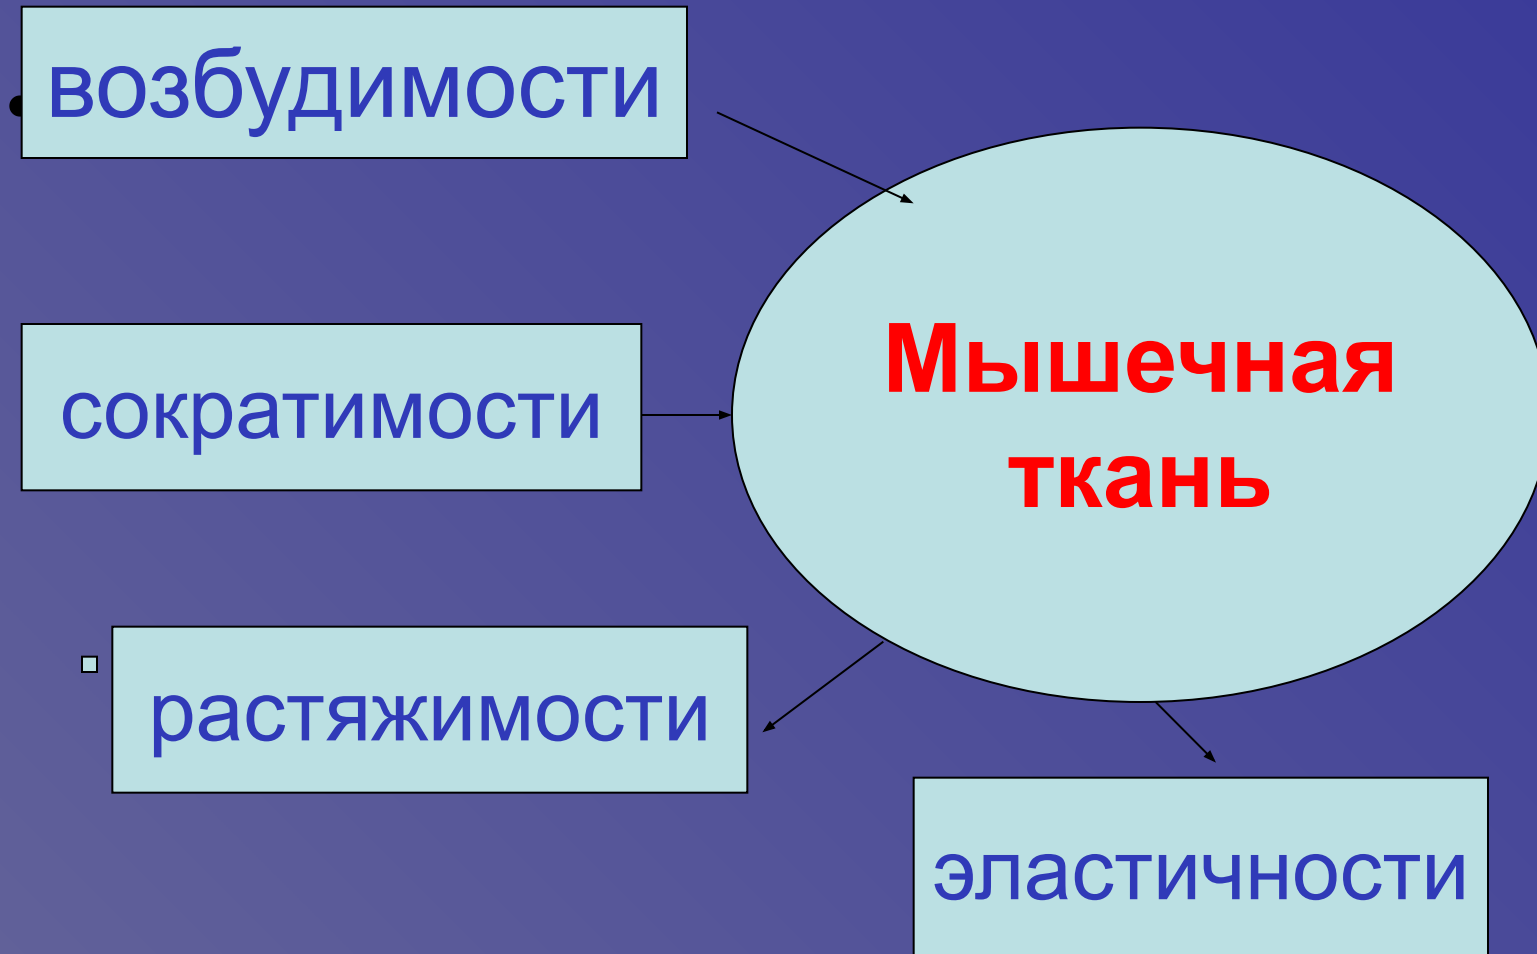 возбудимости
сократимости
Мышечная
ткань
растяжимости
эластичности